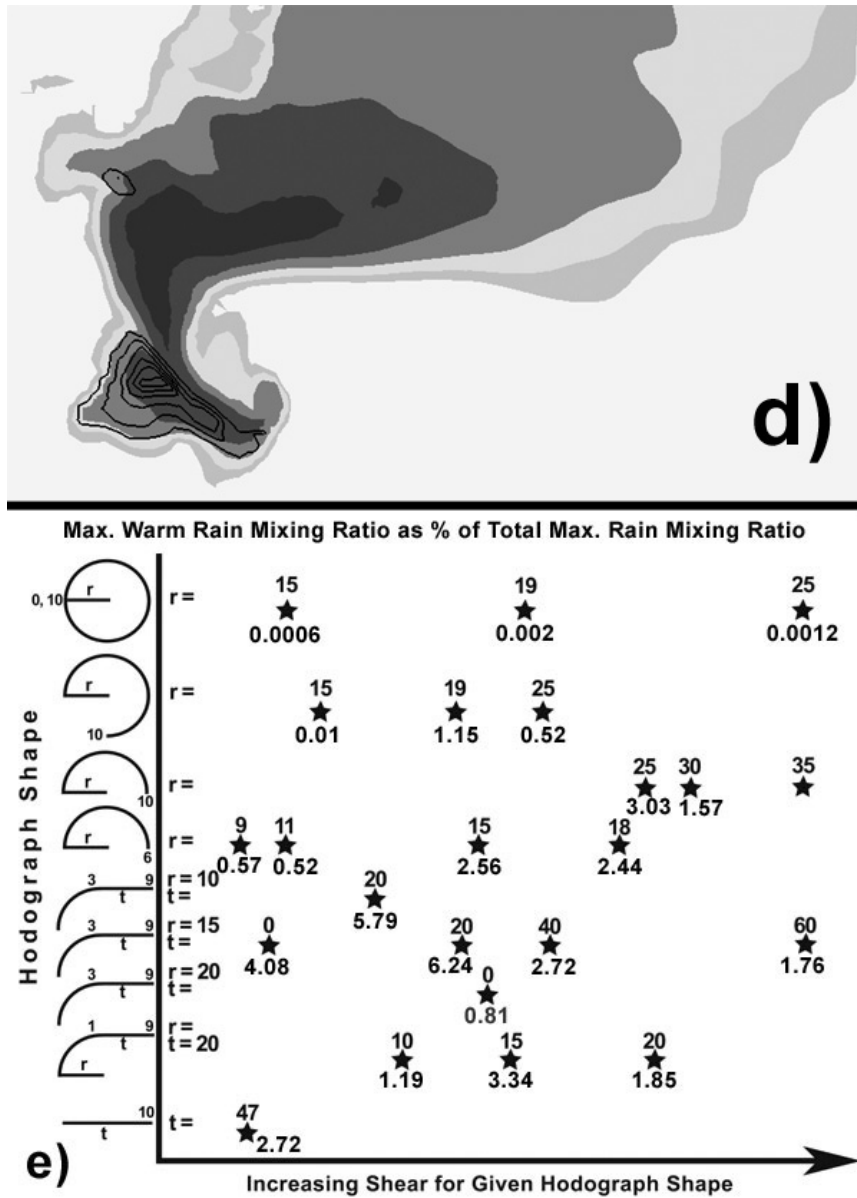 d)
Max. Warm Rain Mixing Ratio as % of Total Max. Rain Mixing Ratio
Hodograph Shape
0, 10 r r = 15 19 25
0.0006 0.002 0.0012
r r = 15 19 25
10 0.01 1.15 0.52
r r = 25 30 35
10 3.03 1.57
r r = 9 11 15 18
6 0.57 0.52 2.56 2.44
3 9 r = 10
t t = 20
5.79
3 9 r = 15
t t = 0 20 40 60
4.08 6.24 2.72 1.76
3 9 r = 20
t t = 0
0.81
1 9 r =
t t = 20
r 10 15 20
1.19 3.34 1.85
10 t = 47
t 2.72
e)
Increasing Shear for Given Hodograph Shape